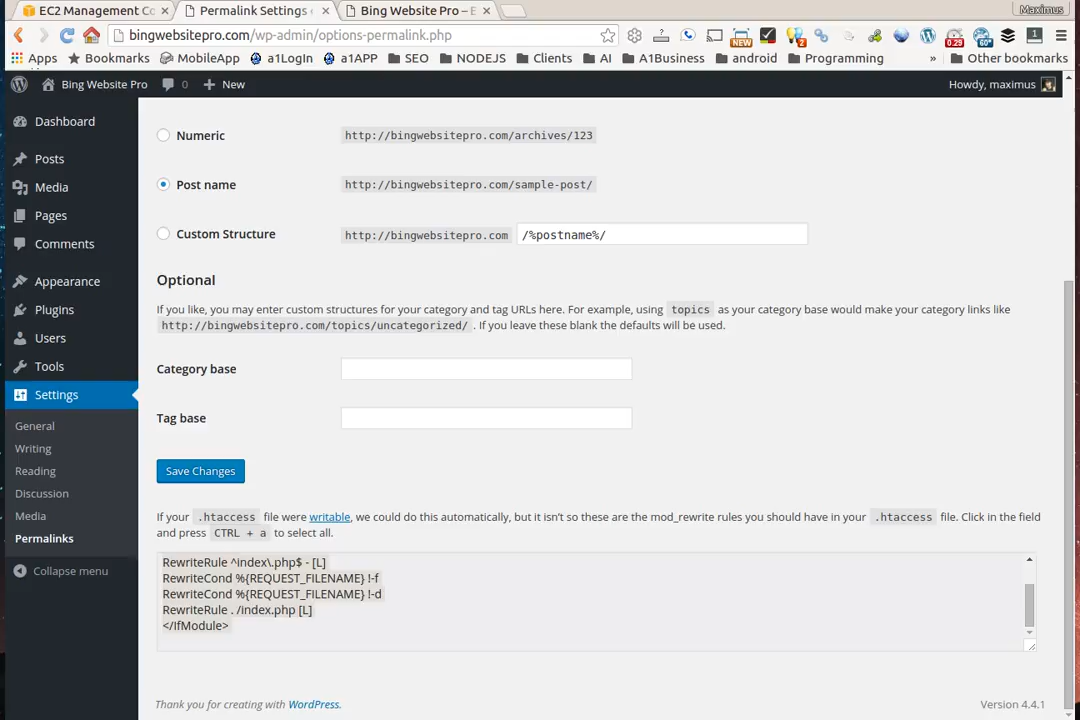 EC2 Management Co
Permalink Settings ‹
Bing Website Pro – E
Maximus
bingwebsitepro.com/wp-admin/options-permalink.php
NEW
2
0.29
60
1
Apps
Bookmarks
MobileApp
a1LogIn
a1APP
SEO
NODEJS
Clients
AI
A1Business
android
Programming
»
Other bookmarks
Bing Website Pro
0
+ New
Howdy, maximus
Dashboard
Posts
Media
Pages
Comments
Appearance
Plugins
Users
Tools
Settings
General
Writing
Reading
Discussion
Media
Permalinks
Collapse menu
Numeric
http://bingwebsitepro.com/archives/123
Post name
http://bingwebsitepro.com/sample-post/
Custom Structure
http://bingwebsitepro.com
/%postname%/
Optional
If you like, you may enter custom structures for your category and tag URLs here. For example, using topics as your category base would make your category links like
http://bingwebsitepro.com/topics/uncategorized/ . If you leave these blank the defaults will be used.
Category base
Tag base
Save Changes
If your .htaccess file were writable, we could do this automatically, but it isn't so these are the mod_rewrite rules you should have in your .htaccess file. Click in the field
and press CTRL + a to select all.
RewriteRule ^index\.php$ - [L]
RewriteCond %{REQUEST_FILENAME} !-f
RewriteCond %{REQUEST_FILENAME} !-d
RewriteRule . /index.php [L]
</IfModule>
Thank you for creating with WordPress.
Version 4.4.1